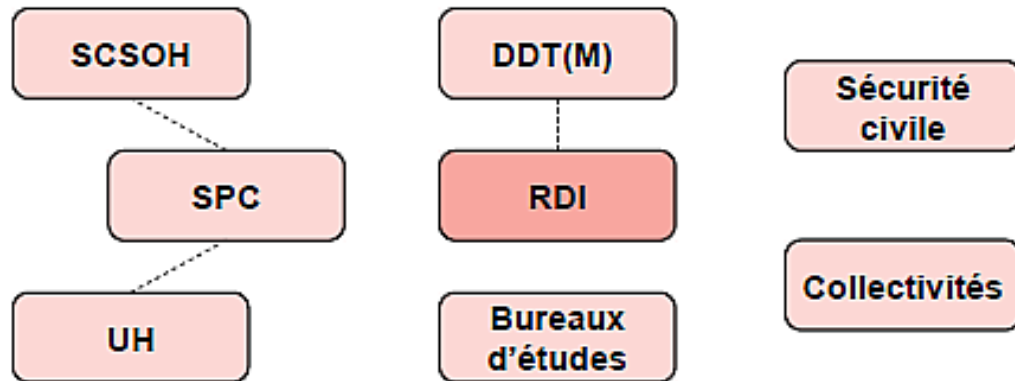 SCSOH
DDT(M)
Sécurité
civile
SPC
RDI
Collectivités
UH
Bureaux
d'études